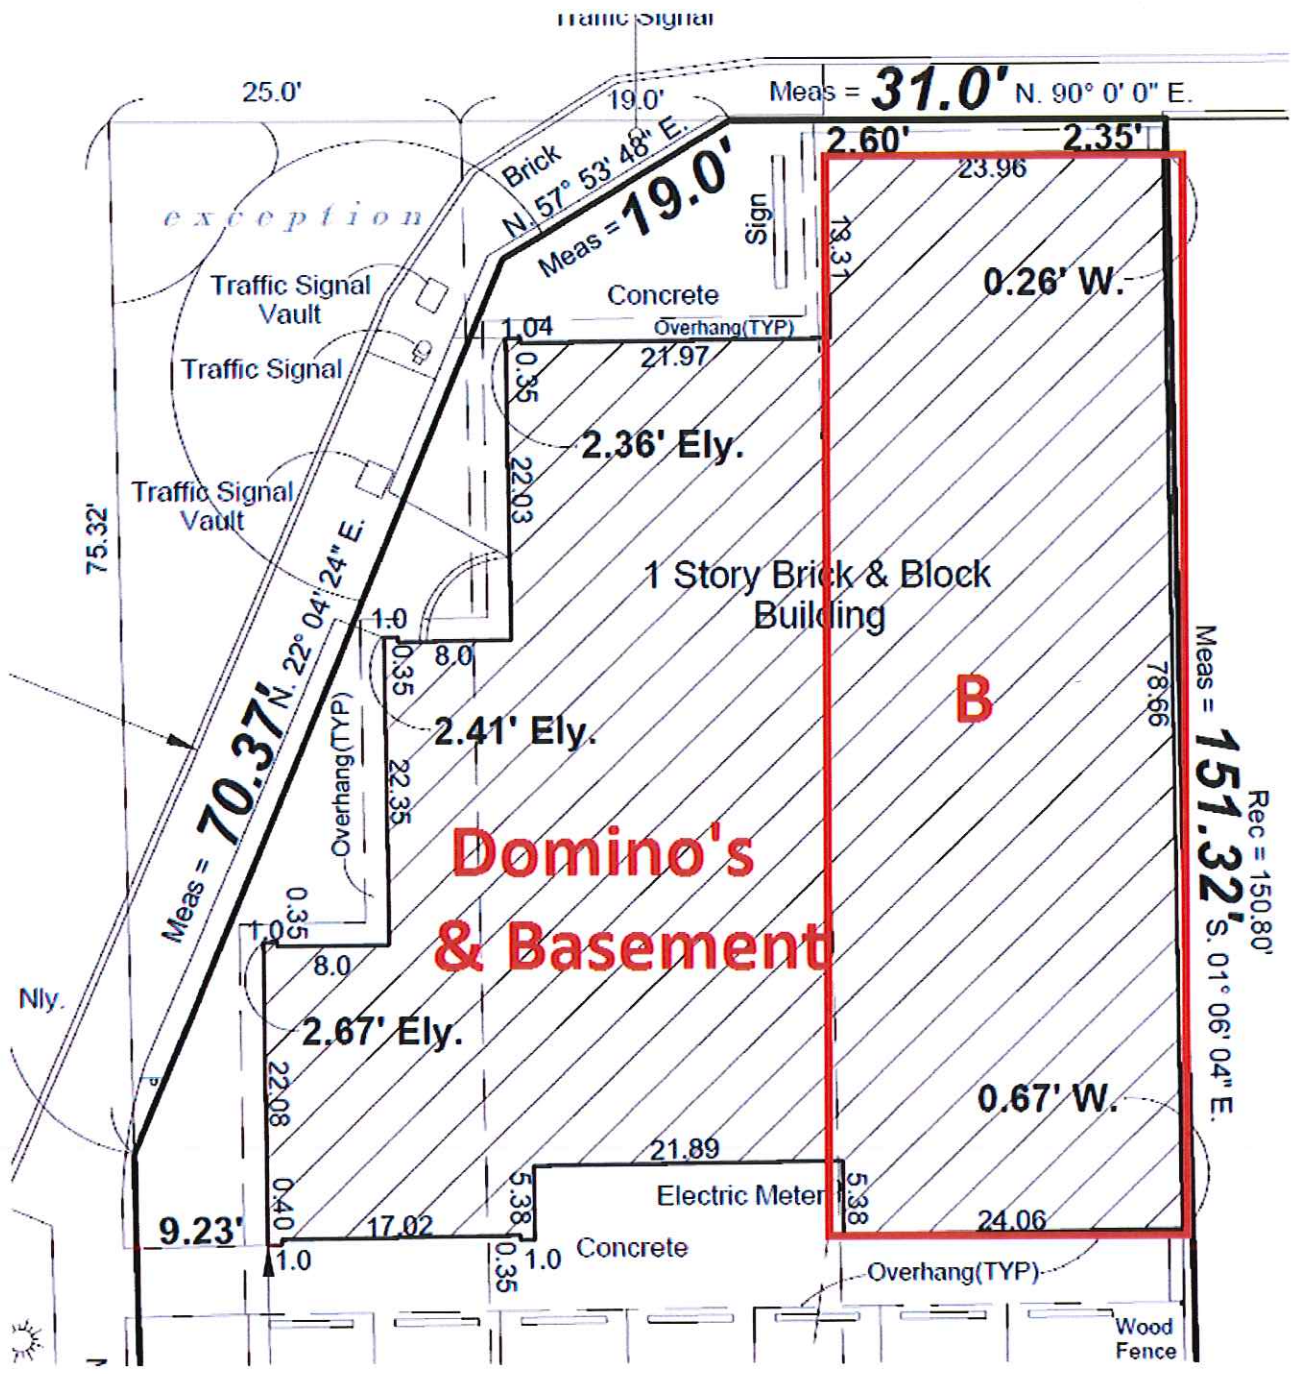 Traffic Signal
25.0'
19.0'
Meas = 31.0' N. 90° 0' 0" E.
2.60'
2.35'
23.96
Brick
N. 57° 53' 48" E.
Meas = 19.0'
Sign
13.31
exception
0.26' W.
Traffic Signal
Vault
Concrete
1.04
Overhang(TYP)
21.97
0.35
Traffic Signal
2.36' Ely.
22.03
Traffic Signal
Vault
75.32'
1 Story Brick & Block
Building
1.0
8.0
0.35
Meas = 70.37' N. 22° 04' 24" E.
B
78.66
Meas = 151.32' S. 01° 06' 04" E.
Rec = 150.80'
2.41' Ely.
Overhang(TYP)
22.35
Domino's
& Basement
0.35
1.0
8.0
Nly.
2.67' Ely.
22.08
P
0.67' W.
21.89
Electric Meter
5.38
5.38
0.40
17.02
24.06
9.23'
1.0
0.35
1.0
Concrete
Overhang(TYP)
Wood
Fence